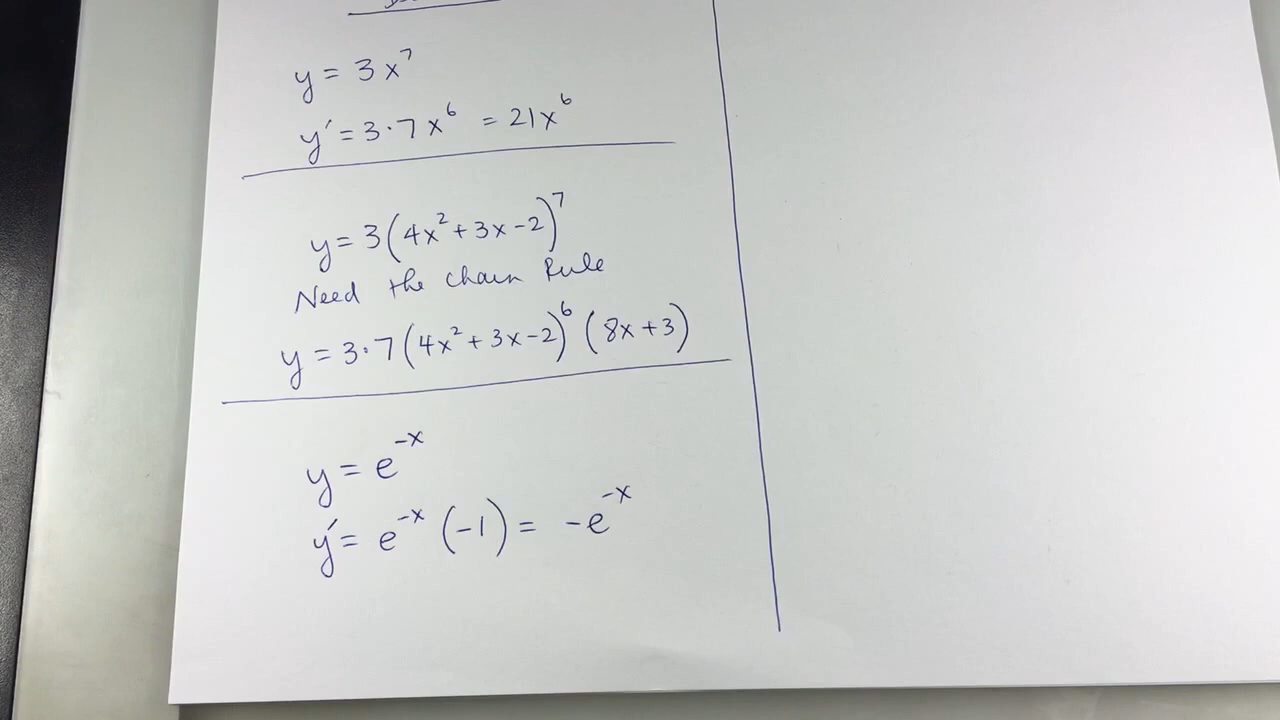 y = 3x⁷
y′ = 3·7x⁶ = 21x⁶
y = 3(4x²+3x-2)⁷
Need the chain Rule
y = 3·7(4x²+3x-2)⁶ (8x+3)
y = e⁻ˣ
y′ = e⁻ˣ (-1) = -e⁻ˣ